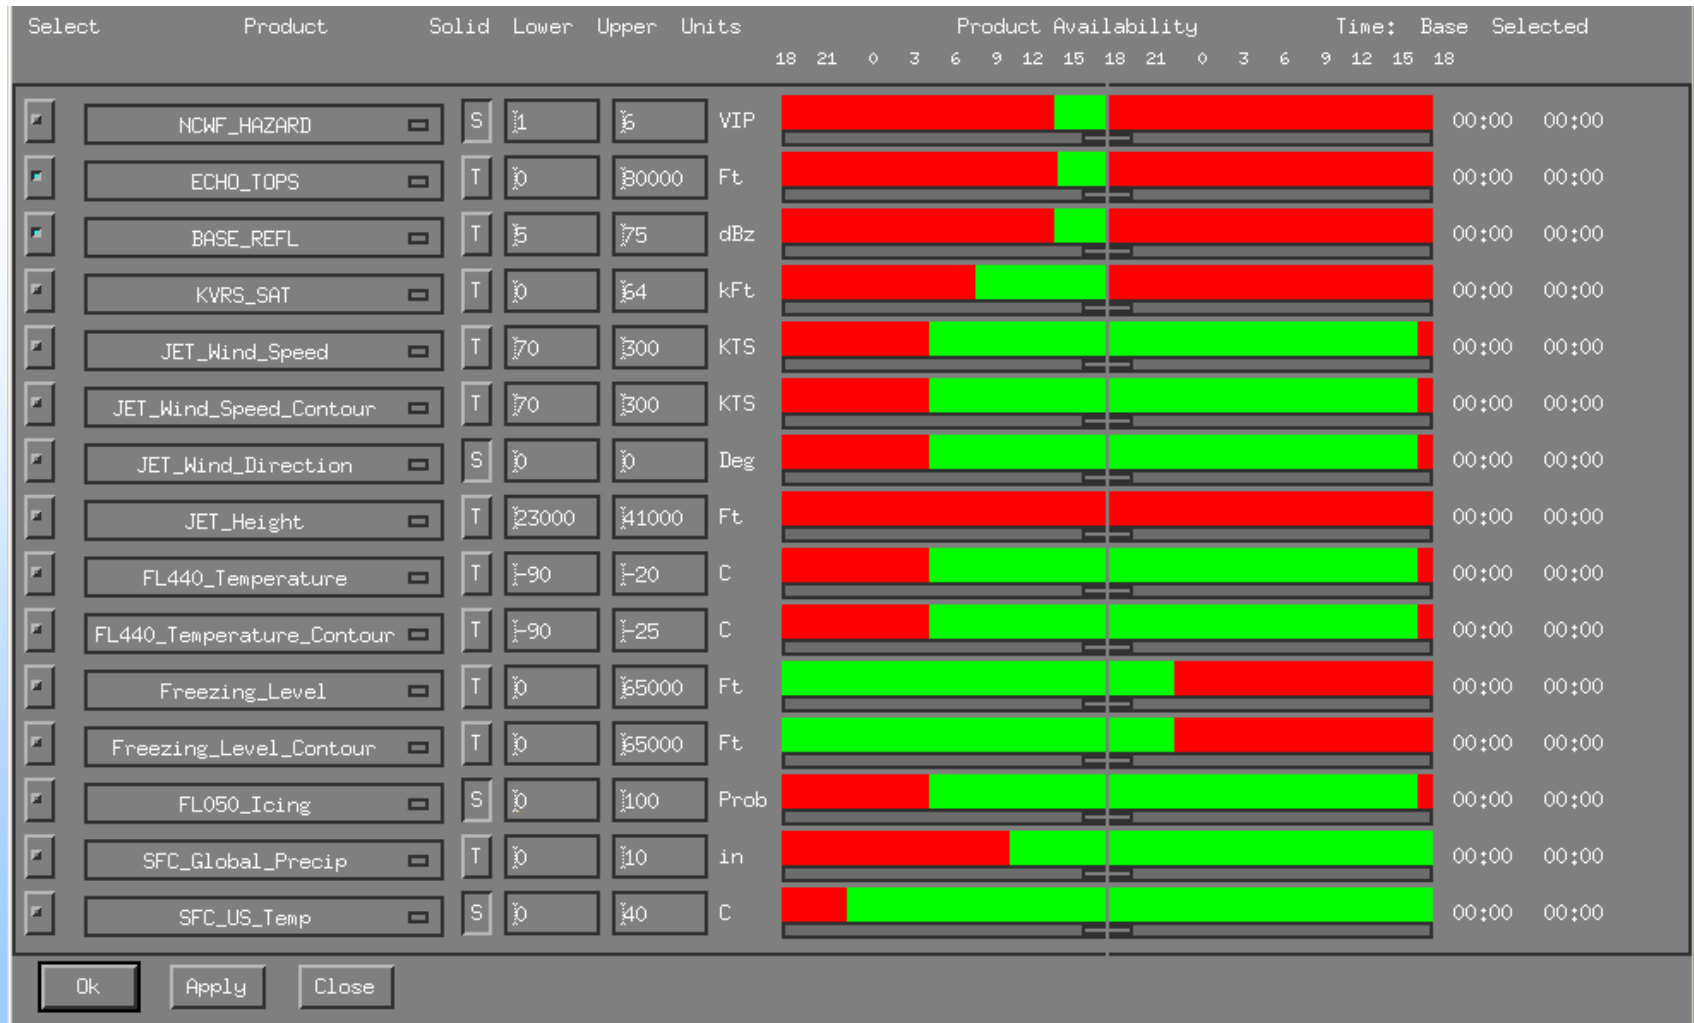 Select Product Solid Lower Upper Units Product Availability Time: Base Selected
18 21 0 3 6 9 12 15 18 21 0 3 6 9 12 15 18
NCWF_HAZARD S 1 6 VIP 00:00 00:00
ECHO_TOPS T 0 80000 Ft 00:00 00:00
BASE_REFL T 5 75 dBz 00:00 00:00
KVRS_SAT T 0 64 kFt 00:00 00:00
JET_Wind_Speed T 70 300 KTS 00:00 00:00
JET_Wind_Speed_Contour T 70 300 KTS 00:00 00:00
JET_Wind_Direction S 0 0 Deg 00:00 00:00
JET_Height T 23000 41000 Ft 00:00 00:00
FL440_Temperature T -90 -20 C 00:00 00:00
FL440_Temperature_Contour T -90 -25 C 00:00 00:00
Freezing_Level T 0 65000 Ft 00:00 00:00
Freezing_Level_Contour T 0 65000 Ft 00:00 00:00
FL050_Icing S 0 100 Prob 00:00 00:00
SFC_Global_Precip T 0 10 in 00:00 00:00
SFC_US_Temp S 0 40 C 00:00 00:00
Ok Apply Close